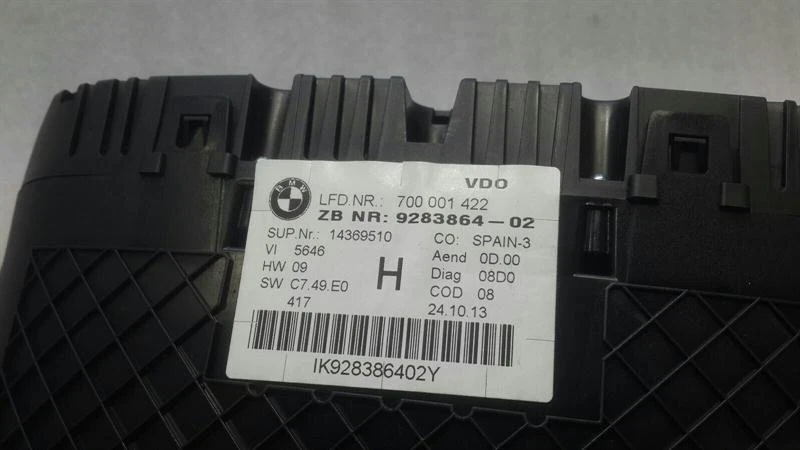 VDO
BMW
LFD.NR.: 700 001 422
ZB NR: 9283864-02
SUP.Nr.: 14369510 CO: SPAIN-3
VI 5646 Aend 0D.00
HW 09 H Diag 08D0
SW C7.49.E0 COD 08
417 24.10.13
IK928386402Y